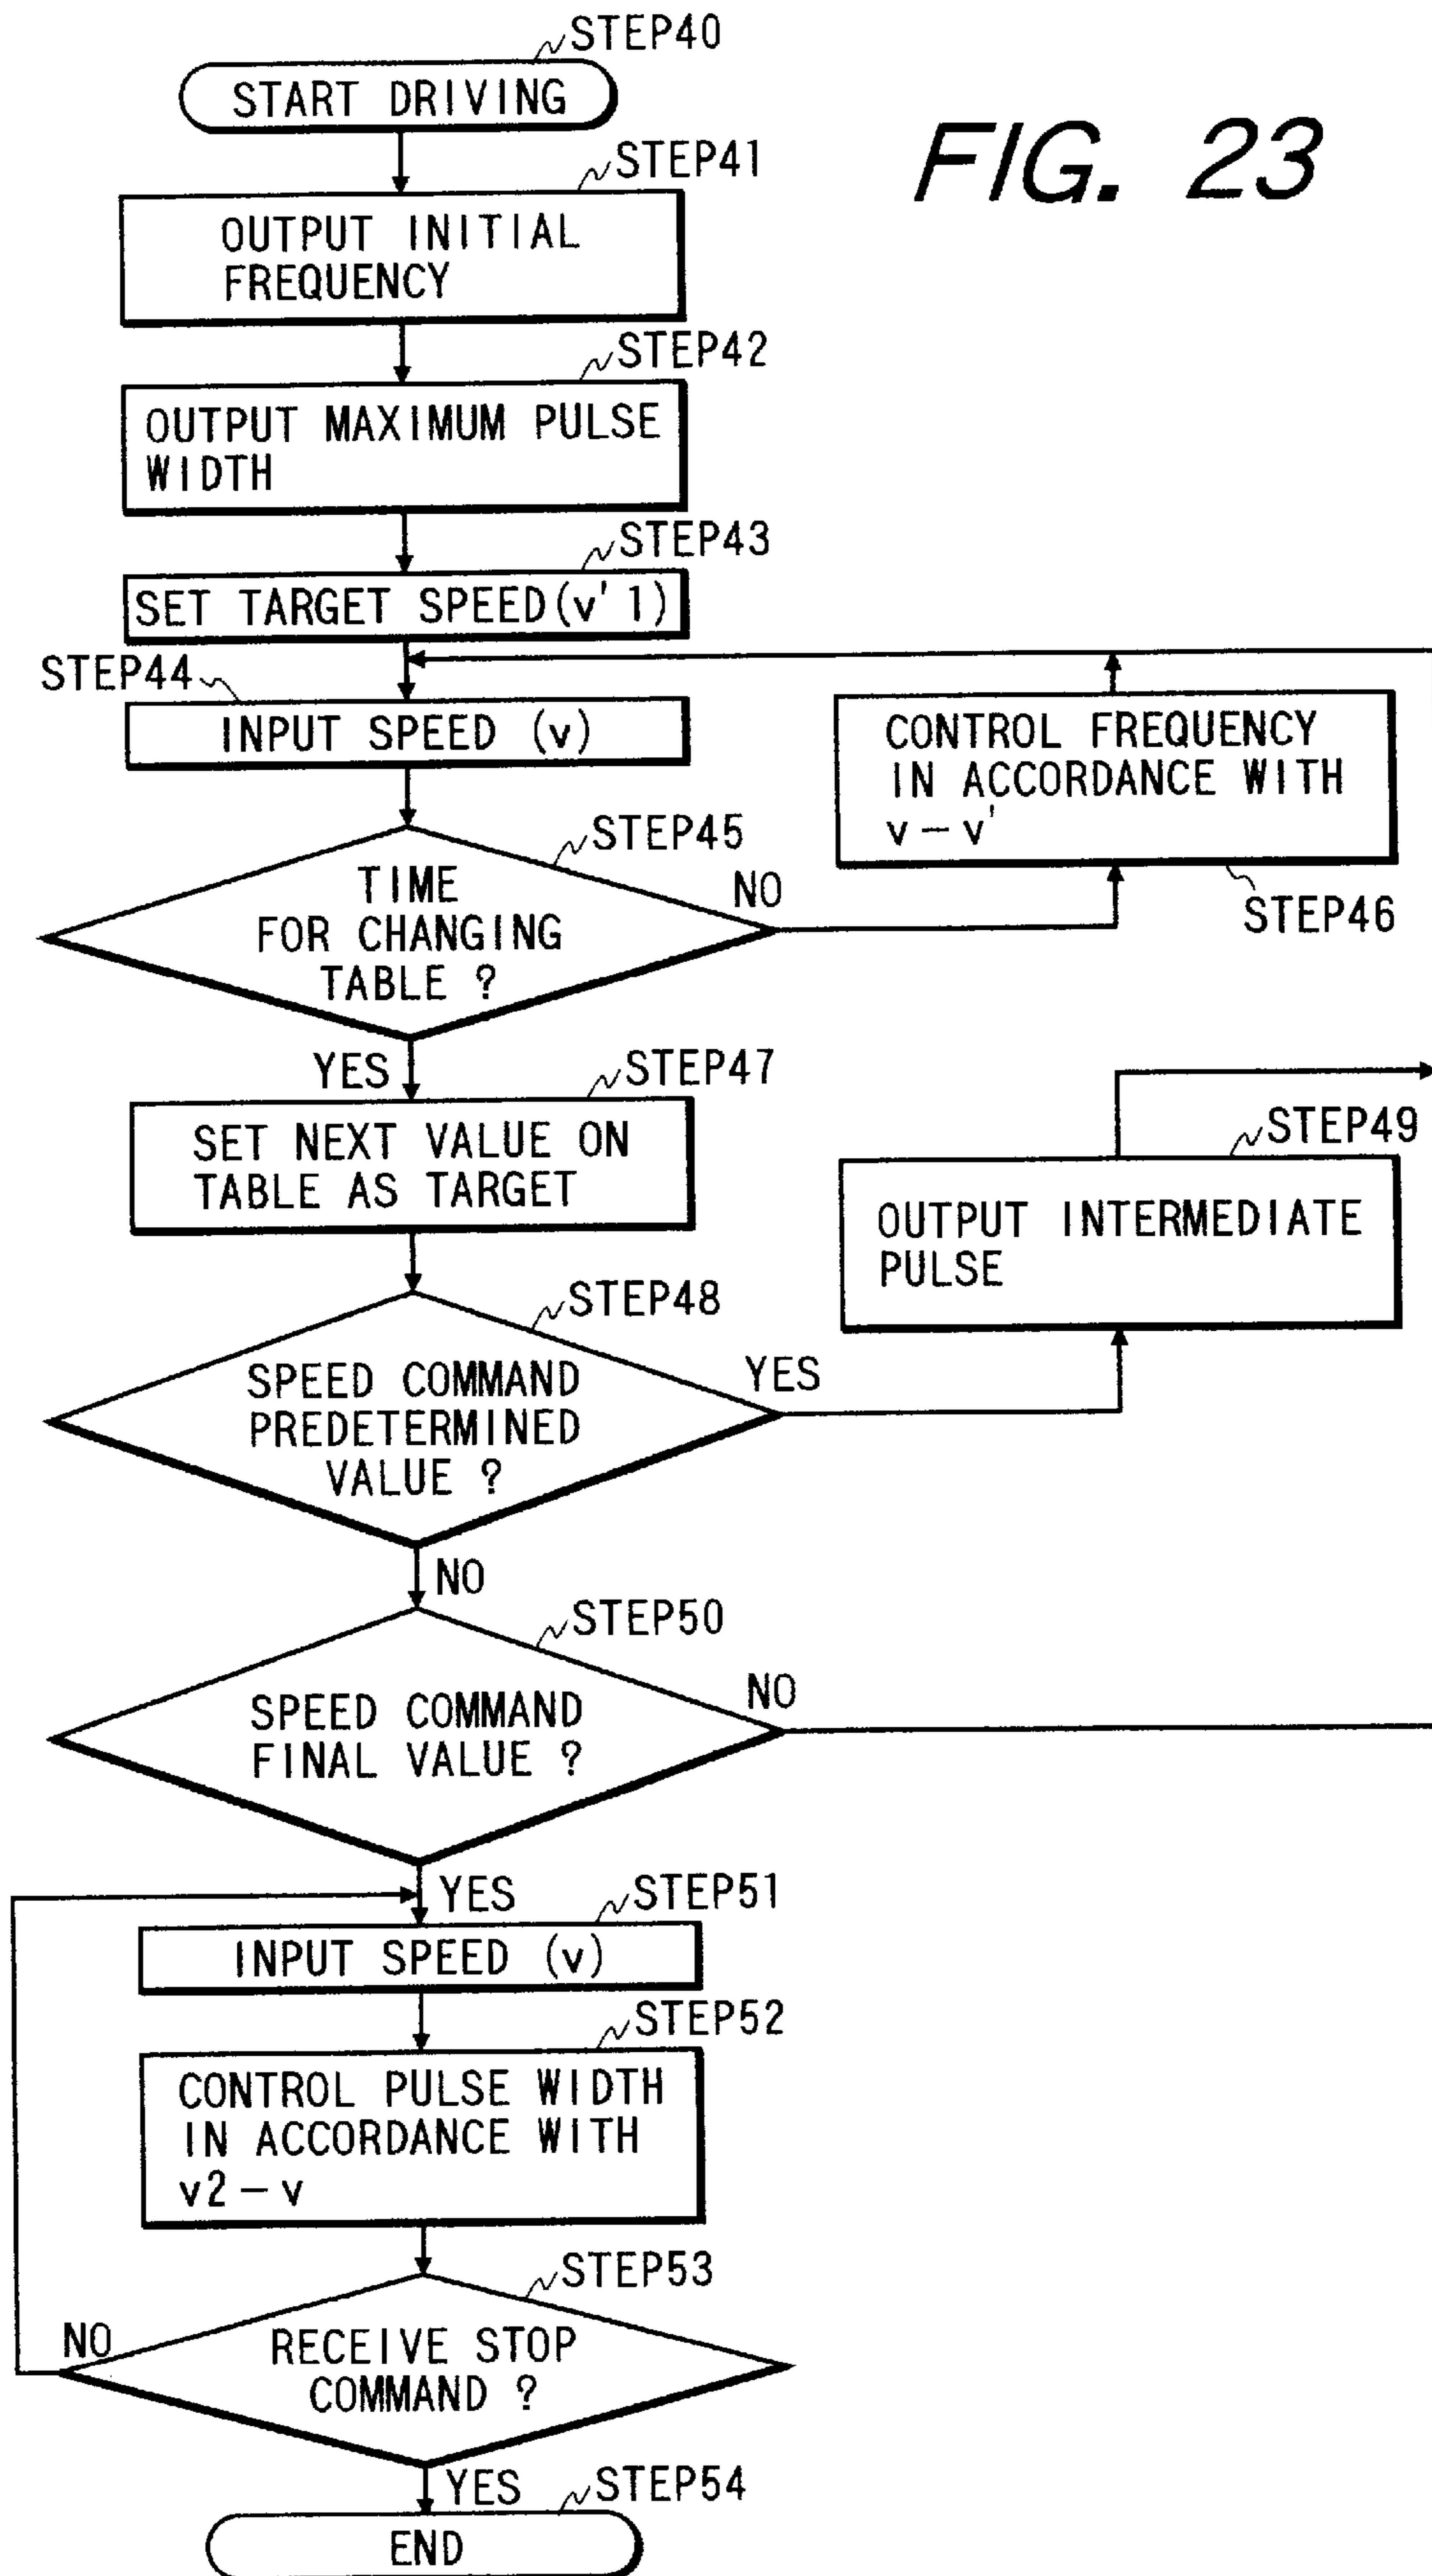 STEP40
START DRIVING
FIG. 23
STEP41
OUTPUT INITIAL
FREQUENCY
STEP42
OUTPUT MAXIMUM PULSE
WIDTH
STEP43
SET TARGET SPEED(v'1)
STEP44
INPUT SPEED (v)
CONTROL FREQUENCY
IN ACCORDANCE WITH
v-v'
STEP46
STEP45
TIME
FOR CHANGING
TABLE ?
NO
YES
STEP47
SET NEXT VALUE ON
TABLE AS TARGET
STEP49
OUTPUT INTERMEDIATE
PULSE
STEP48
SPEED COMMAND
PREDETERMINED
VALUE ?
YES
NO
STEP50
SPEED COMMAND
FINAL VALUE ?
NO
YES
STEP51
INPUT SPEED (v)
STEP52
CONTROL PULSE WIDTH
IN ACCORDANCE WITH
v2-v
STEP53
RECEIVE STOP
COMMAND ?
NO
YES
STEP54
END